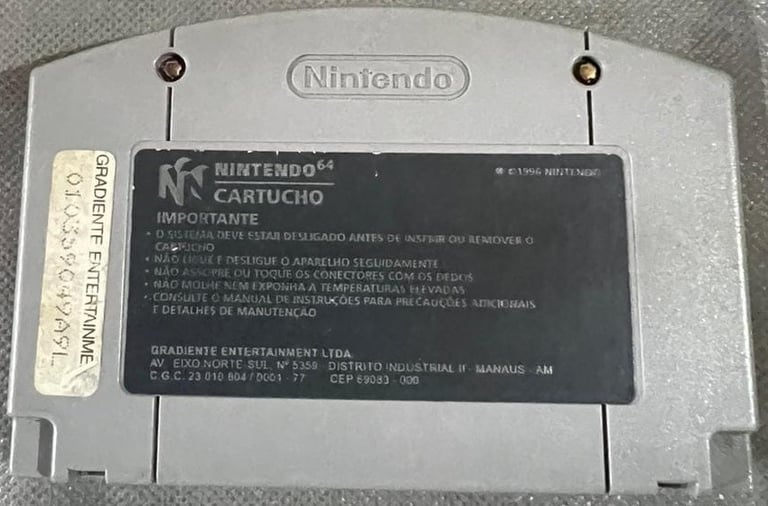 Nintendo
NINTENDO64
CARTUCHO
® ©1996 NINTENDO
IMPORTANTE
• O SISTEMA DEVE ESTAR DESLIGADO ANTES DE INSERIR OU REMOVER O
CARTUCHO
• NÃO LIGUE E DESLIGUE O APARELHO SEGUIDAMENTE
• NÃO ASSOPRE OU TOQUE OS CONECTORES COM OS DEDOS
• NÃO MOLHE NEM EXPONHA A TEMPERATURAS ELEVADAS
• CONSULTE O MANUAL DE INSTRUÇÕES PARA PRECAUÇÕES ADICIONAIS
E DETALHES DE MANUTENÇÃO
GRADIENTE ENTERTAINMENT LTDA.
AV. EIXO NORTE SUL, Nº 5359 - DISTRITO INDUSTRIAL II - MANAUS - AM
C.G.C. 23 010 804 / 0001 - 77 CEP 69083 - 000
GRADIENTE ENTERTAINME